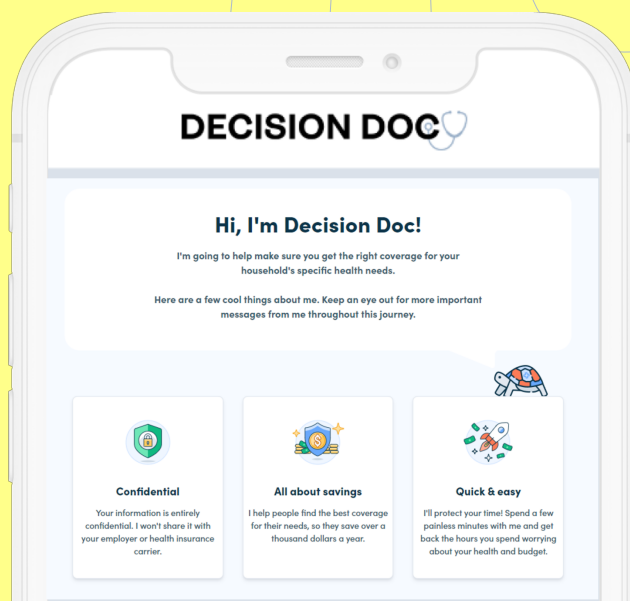 DECISION DOC
Hi, I'm Decision Doc!
I'm going to help make sure you get the right coverage for your
household's specific health needs.
Here are a few cool things about me. Keep an eye out for more important
messages from me throughout this journey.
Confidential
Your information is entirely
confidential. I won't share it with
your employer or health insurance
carrier.
All about savings
I help people find the best coverage
for their needs, so they save over a
thousand dollars a year.
Quick & easy
I'll protect your time! Spend a few
painless minutes with me and get
back the hours you spend worrying
about your health and budget.